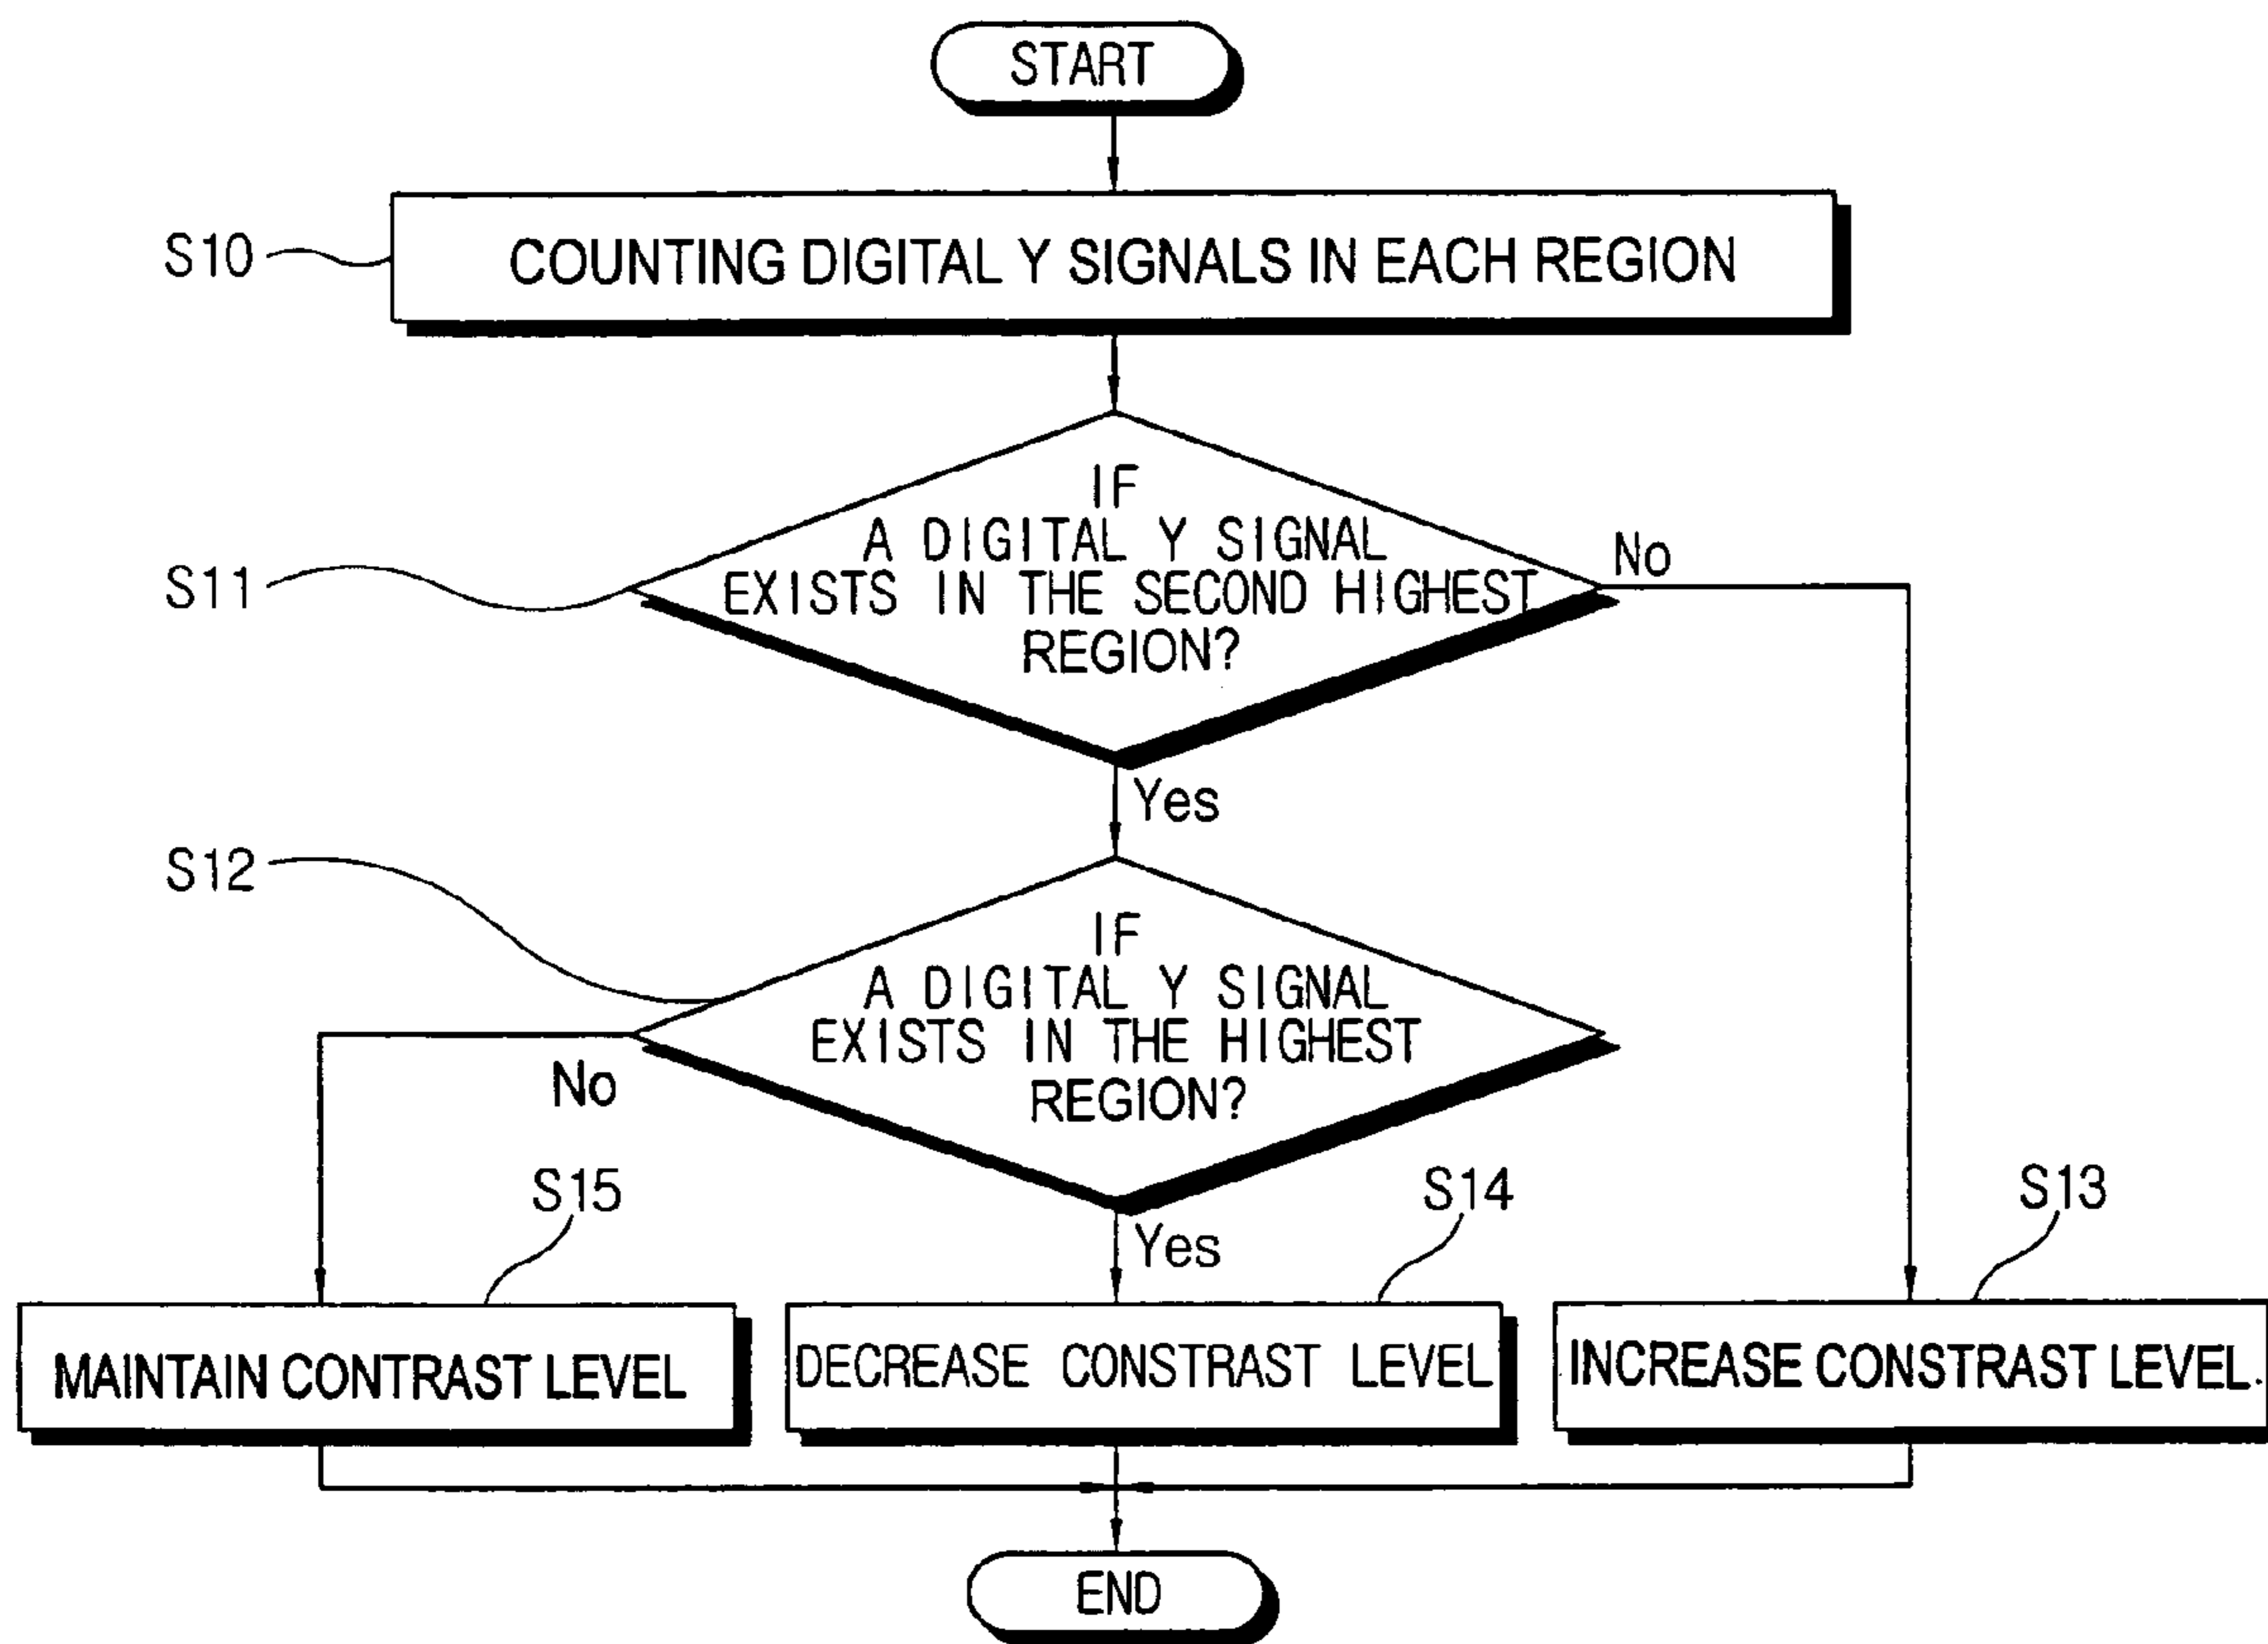 START
S10
COUNTING DIGITAL Y SIGNALS IN EACH REGION
IF
A DIGITAL Y SIGNAL
EXISTS IN THE SECOND HIGHEST
REGION?
S11
No
Yes
S12
IF
A DIGITAL Y SIGNAL
EXISTS IN THE HIGHEST
REGION?
No
Yes
S15
S14
S13
MAINTAIN CONTRAST LEVEL
DECREASE CONSTRAST LEVEL
INCREASE CONSTRAST LEVEL.
END